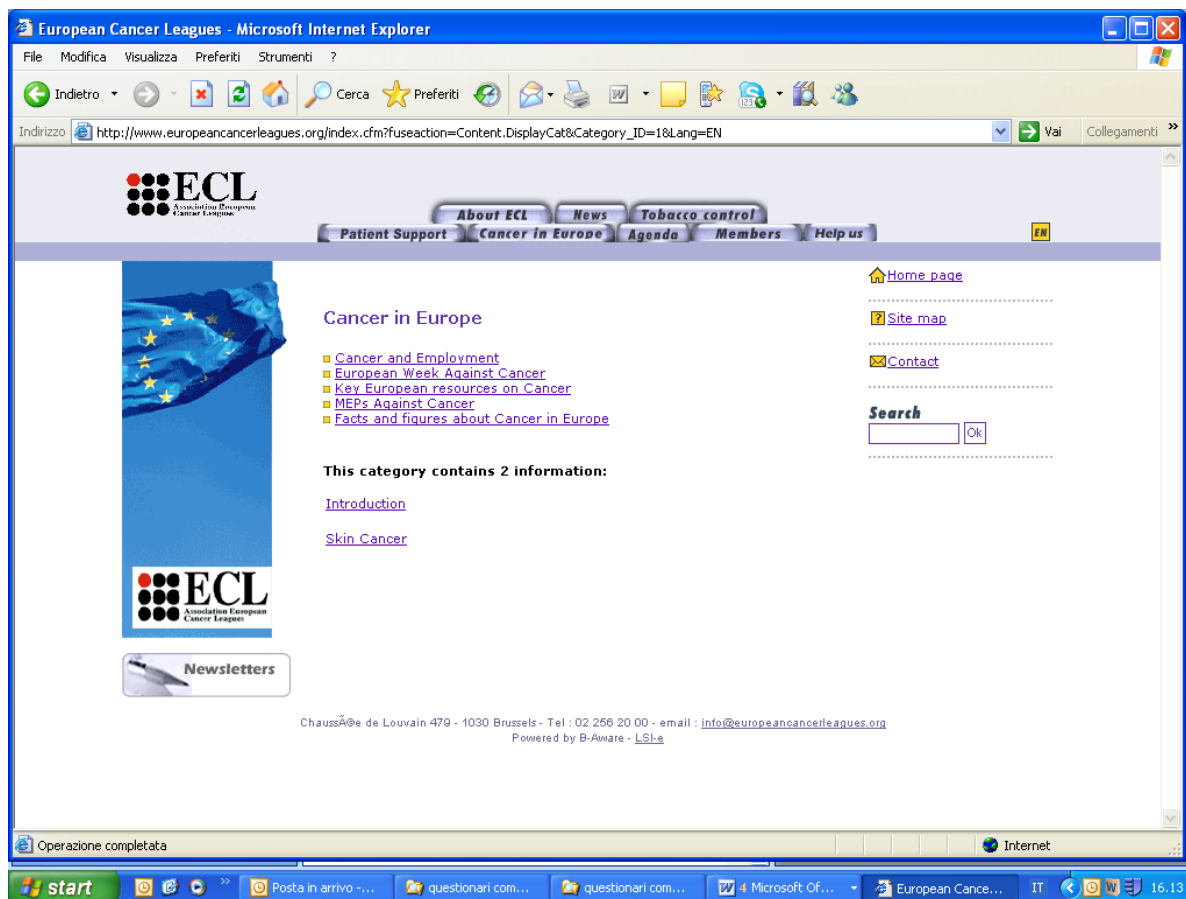 European Cancer Leagues - Microsoft Internet Explorer
File Modifica Visualizza Preferiti Strumenti ?
Indietro Cerca Preferiti
Indirizzo http://www.europeancancerleagues.org/index.cfm?fuseaction=Content.DisplayCat&Category_ID=1&Lang=EN Vai Collegamenti »
ECL
Association European
Cancer Leagues
About ECL News Tobacco control
Patient Support Cancer in Europe Agenda Members Help us EN
Home page
Site map
Contact
Search
Ok
Cancer in Europe
Cancer and Employment
European Week Against Cancer
Key European resources on Cancer
MEPs Against Cancer
Facts and figures about Cancer in Europe
This category contains 2 information:
Introduction
Skin Cancer
ECL
Association European
Cancer Leagues
Newsletters
ChaussÃ©e de Louvain 479 - 1030 Brussels - Tel : 02 256 20 00 - email : info@europeancancerleagues.org
Powered by B-Aware - LSI-e
Operazione completata Internet
start » Posta in arrivo -... questionari com... questionari com... 4 Microsoft Of... European Cance... IT 16.13